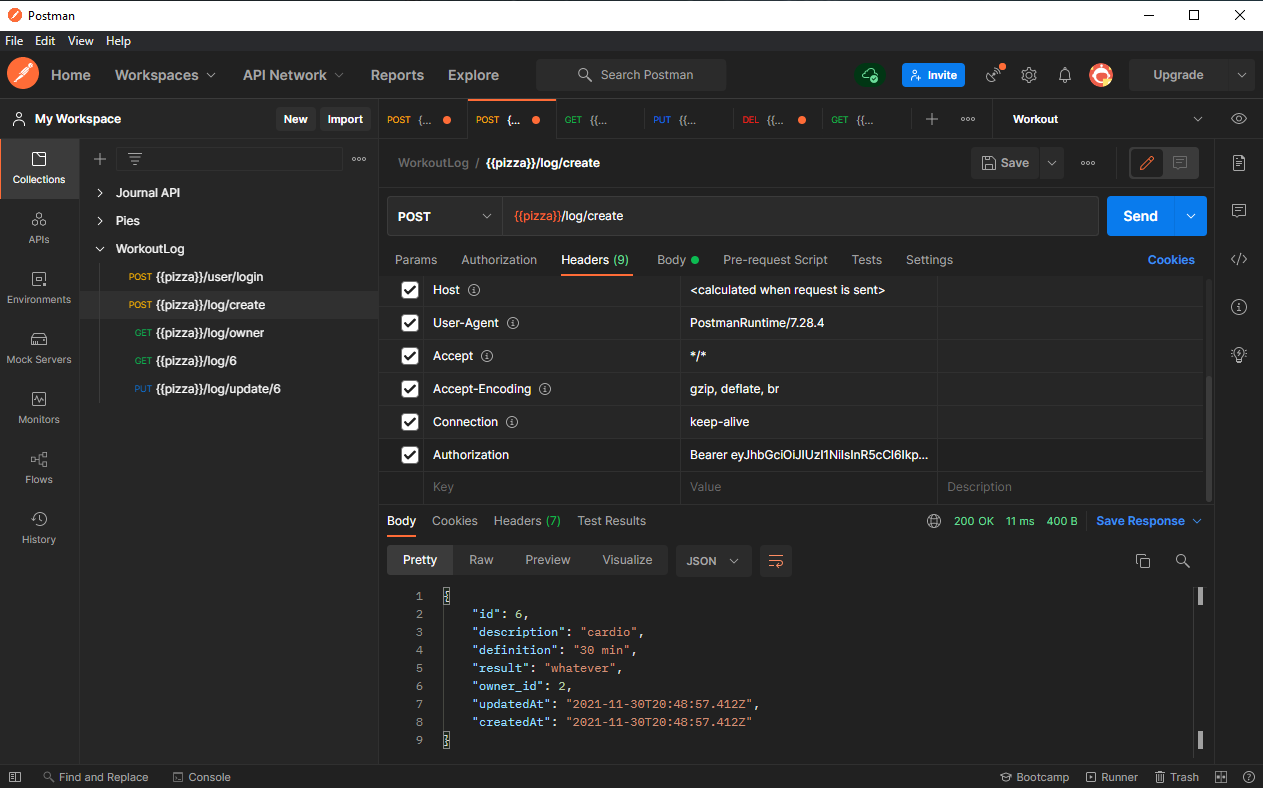 Postman
File Edit View Help
Home Workspaces API Network Reports Explore Search Postman Invite Upgrade
My Workspace New Import POST {... POST {... GET {{... PUT {{... DEL {{... GET {{... Workout
WorkoutLog / {{pizza}}/log/create Save
Collections
APIs
Environments
Mock Servers
Monitors
Flows
History
Journal API
Pies
WorkoutLog
POST {{pizza}}/user/login
POST {{pizza}}/log/create
GET {{pizza}}/log/owner
GET {{pizza}}/log/6
PUT {{pizza}}/log/update/6
POST {{pizza}}/log/create Send
Params Authorization Headers (9) Body Pre-request Script Tests Settings Cookies
Host <calculated when request is sent>
User-Agent PostmanRuntime/7.28.4
Accept */*
Accept-Encoding gzip, deflate, br
Connection keep-alive
Authorization Bearer eyJhbGciOiJIUzI1NiIsInR5cCI6Ikp...
Key Value Description
Body Cookies Headers (7) Test Results 200 OK 11 ms 400 B Save Response
Pretty Raw Preview Visualize JSON
1 {
2 "id": 6,
3 "description": "cardio",
4 "definition": "30 min",
5 "result": "whatever",
6 "owner_id": 2,
7 "updatedAt": "2021-11-30T20:48:57.412Z",
8 "createdAt": "2021-11-30T20:48:57.412Z"
9 }
Find and Replace Console Bootcamp Runner Trash